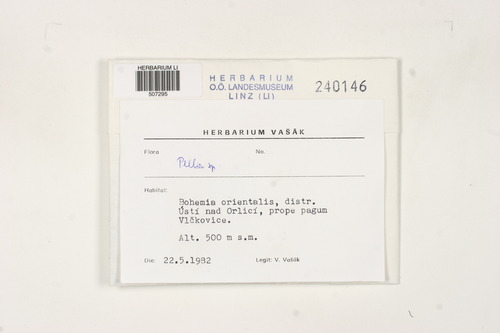 HERBARIUM LI
507295
HERBARIUM
O.Ö. LANDESMUSEUM
LINZ (LI)
240146
HERBARIUM VAŠÁK
Flora
No.
Pellia sp.
Habitat:
Bohemia orientalis, distr.
Ústí nad Orlicí, prope pagum
Vlčkovice.
Alt. 500 m s.m.
Die: 22.5.1982
Legit: V. Vašák